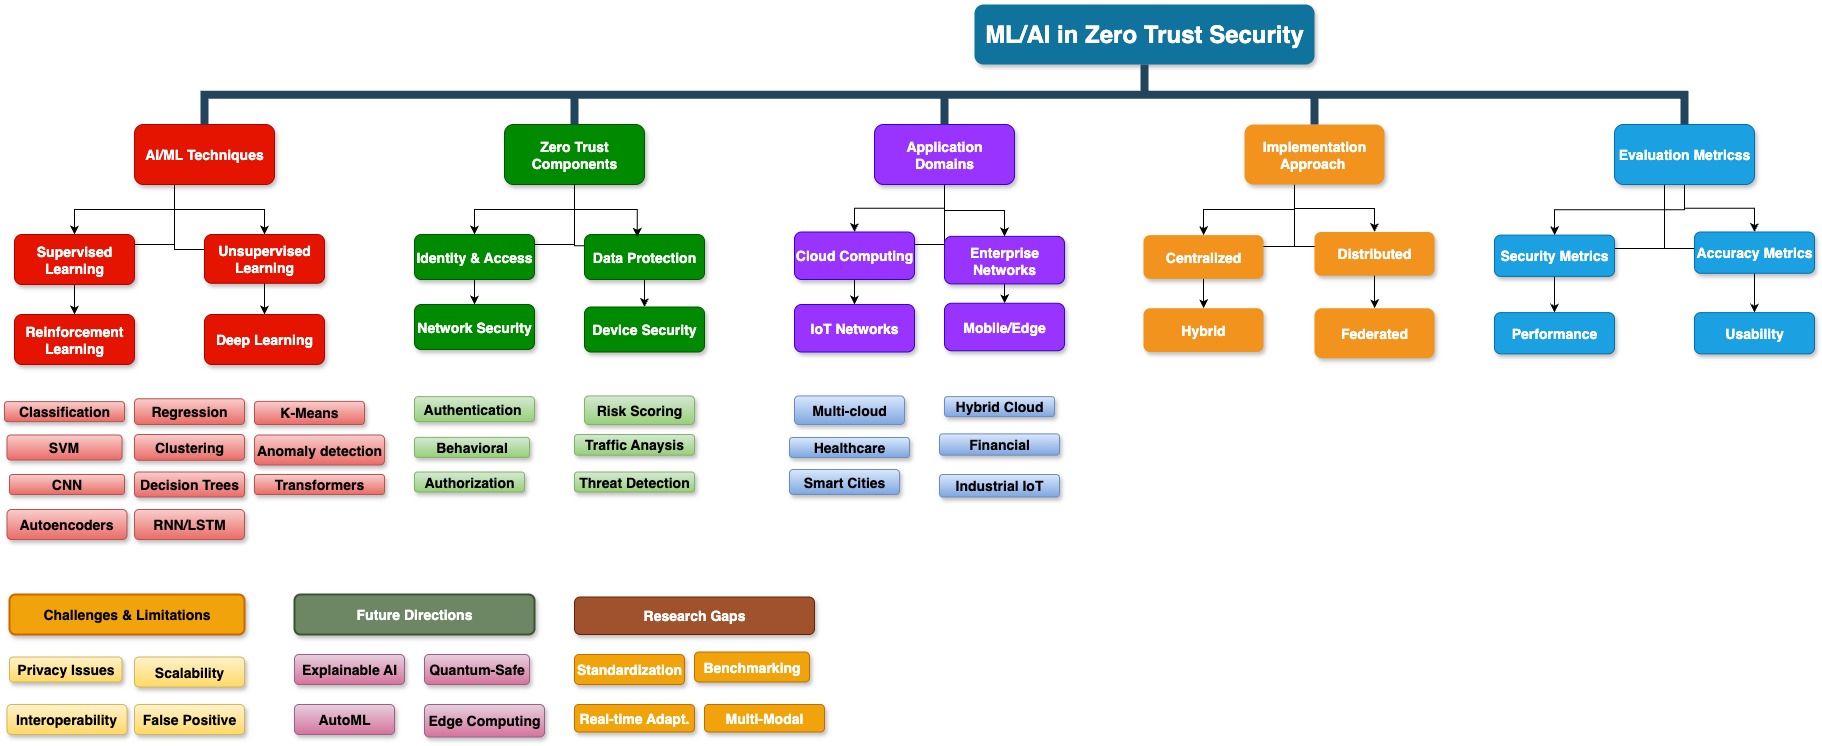 ML/AI in Zero Trust Security
AI/ML Techniques
Zero Trust
Components
Application
Domains
Implementation
Approach
Evaluation Metricss
Supervised
Learning
Unsupervised
Learning
Identity & Access
Data Protection
Cloud Computing
Enterprise
Networks
Centralized
Distributed
Security Metrics
Accuracy Metrics
Reinforcement
Learning
Deep Learning
Network Security
Device Security
IoT Networks
Mobile/Edge
Hybrid
Federated
Performance
Usability
Classification
Regression
K-Means
SVM
Clustering
Anomaly detection
CNN
Decision Trees
Transformers
Autoencoders
RNN/LSTM
Authentication
Risk Scoring
Behavioral
Traffic Anaysis
Authorization
Threat Detection
Multi-cloud
Hybrid Cloud
Healthcare
Financial
Smart Cities
Industrial IoT
Challenges & Limitations
Privacy Issues
Scalability
Interoperability
False Positive
Future Directions
Explainable AI
Quantum-Safe
AutoML
Edge Computing
Research Gaps
Standardization
Benchmarking
Real-time Adapt.
Multi-Modal